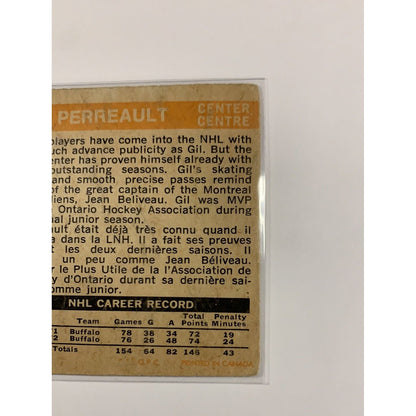 PERREAULT CENTER
CENTRE
players have come into the NHL with
uch advance publicity as Gil. But the
enter has proven himself already with
outstanding seasons. Gil's skating
and smooth precise passes remind
of the great captain of the Montreal
liens, Jean Beliveau. Gil was MVP
Ontario Hockey Association during
al junior season.
ault était déjà très connu quand il
a dans la LNH. Il a fait ses preuves
t les deux dernières saisons. Il
un peu comme Jean Béliveau.
r le Plus Utile de la l'Association de
y d'Ontario durant sa dernière sai-
omme junior.
NHL CAREER RECORD
Team Games G A Total Points Penalty Minutes
1 Buffalo 78 38 34 72 19
2 Buffalo 76 26 48 74 24
Totals 154 64 82 146 43
O.P.C. PRINTED IN CANADA